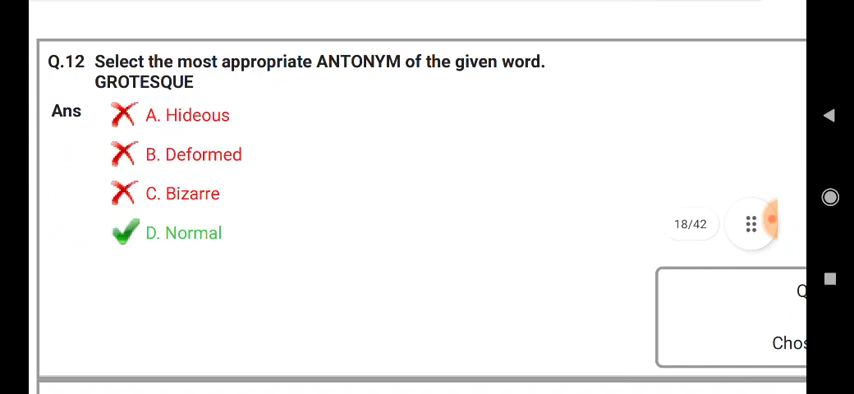 Q.12 Select the most appropriate ANTONYM of the given word.
GROTESQUE
Ans
A. Hideous
B. Deformed
C. Bizarre
D. Normal
18/42